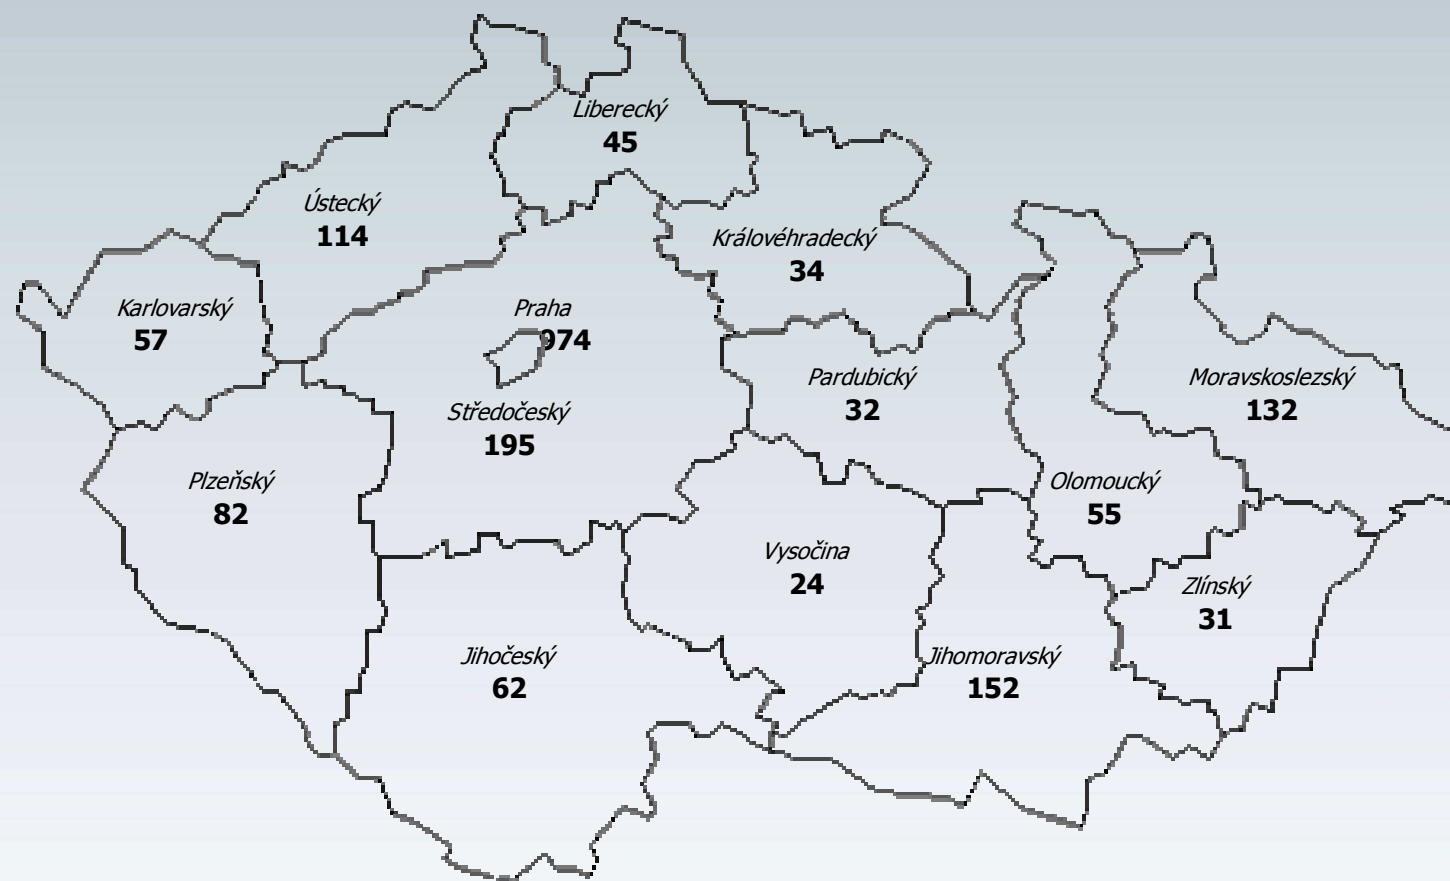 Liberecký
45
Ústecký
114
Královéhradecký
34
Karlovarský
57
Praha
974
Pardubický
32
Moravskoslezský
132
Středočeský
195
Plzeňský
82
Olomoucký
55
Vysočina
24
Zlínský
31
Jihočeský
62
Jihomoravský
152